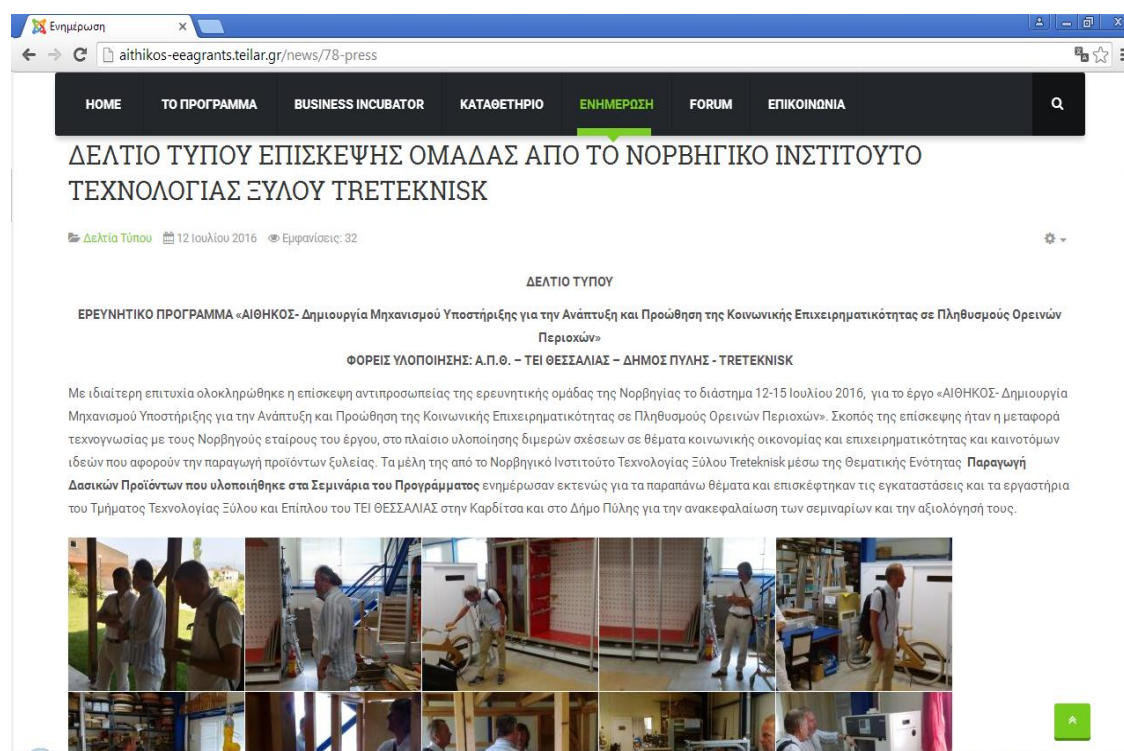 Ενημέρωση
aithikos-eeagrants.teilar.gr/news/78-press
HOME ΤΟ ΠΡΟΓΡΑΜΜΑ BUSINESS INCUBATOR ΚΑΤΑΘΕΤΗΡΙΟ ΕΝΗΜΕΡΩΣΗ FORUM ΕΠΙΚΟΙΝΩΝΙΑ
ΔΕΛΤΙΟ ΤΥΠΟΥ ΕΠΙΣΚΕΨΗΣ ΟΜΑΔΑΣ ΑΠΟ ΤΟ ΝΟΡΒΗΓΙΚΟ ΙΝΣΤΙΤΟΥΤΟ
ΤΕΧΝΟΛΟΓΙΑΣ ΞΥΛΟΥ TRETEKNISK
Δελτία Τύπου 12 Ιουλίου 2016 Εμφανίσεις: 32
ΔΕΛΤΙΟ ΤΥΠΟΥ
ΕΡΕΥΝΗΤΙΚΟ ΠΡΟΓΡΑΜΜΑ «ΑΙΘΗΚΟΣ- Δημιουργία Μηχανισμού Υποστήριξης για την Ανάπτυξη και Προώθηση της Κοινωνικής Επιχειρηματικότητας σε Πληθυσμούς Ορεινών
Περιοχών»
ΦΟΡΕΙΣ ΥΛΟΠΟΙΗΣΗΣ: Α.Π.Θ. – ΤΕΙ ΘΕΣΣΑΛΙΑΣ – ΔΗΜΟΣ ΠΥΛΗΣ - TRETEKNISK
Με ιδιαίτερη επιτυχία ολοκληρώθηκε η επίσκεψη αντιπροσωπείας της ερευνητικής ομάδας της Νορβηγίας το διάστημα 12-15 Ιουλίου 2016, για το έργο «ΑΙΘΗΚΟΣ- Δημιουργία
Μηχανισμού Υποστήριξης για την Ανάπτυξη και Προώθηση της Κοινωνικής Επιχειρηματικότητας σε Πληθυσμούς Ορεινών Περιοχών». Σκοπός της επίσκεψης ήταν η μεταφορά
τεχνογνωσίας με τους Νορβηγούς εταίρους του έργου, στο πλαίσιο υλοποίησης διμερών σχέσεων σε θέματα κοινωνικής οικονομίας και επιχειρηματικότητας και καινοτόμων
ιδεών που αφορούν την παραγωγή προϊόντων ξυλείας. Τα μέλη της από το Νορβηγικό Ινστιτούτο Τεχνολογίας Ξύλου Treteknisk μέσω της Θεματικής Ενότητας Παραγωγή
Δασικών Προϊόντων που υλοποιήθηκε στα Σεμινάρια του Προγράμματος ενημέρωσαν εκτενώς για τα παραπάνω θέματα και επισκέφτηκαν τις εγκαταστάσεις και τα εργαστήρια
του Τμήματος Τεχνολογίας Ξύλου και Επίπλου του ΤΕΙ ΘΕΣΣΑΛΙΑΣ στην Καρδίτσα και στο Δήμο Πύλης για την ανακεφαλαίωση των σεμιναρίων και την αξιολόγησή τους.